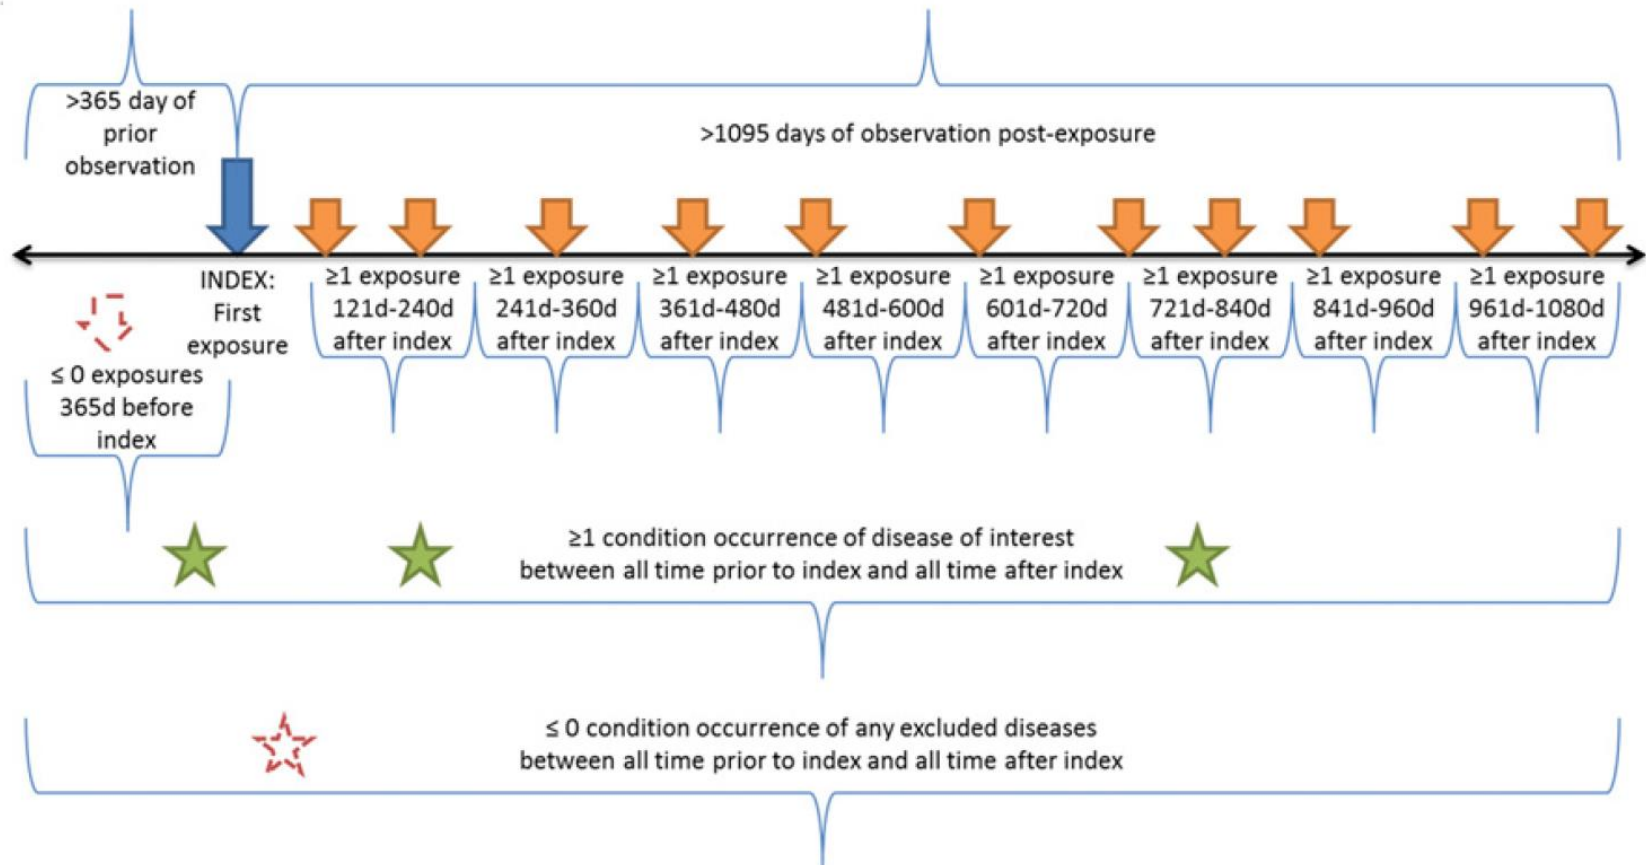 >365 day of
prior
observation
>1095 days of observation post-exposure
INDEX:
First
exposure
≥1 exposure
121d-240d
after index
≥1 exposure
241d-360d
after index
≥1 exposure
361d-480d
after index
≥1 exposure
481d-600d
after index
≥1 exposure
601d-720d
after index
≥1 exposure
721d-840d
after index
≥1 exposure
841d-960d
after index
≥1 exposure
961d-1080d
after index
≤ 0 exposures
365d before
index
≥1 condition occurrence of disease of interest
between all time prior to index and all time after index
≤ 0 condition occurrence of any excluded diseases
between all time prior to index and all time after index